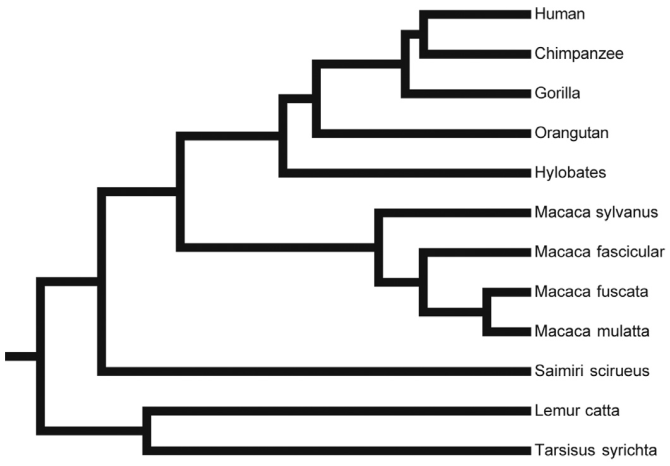 Human
Chimpanzee
Gorilla
Orangutan
Hylobates
Macaca sylvanus
Macaca fascicular
Macaca fuscata
Macaca mulatta
Saimiri scirueus
Lemur catta
Tarsisus syrichta